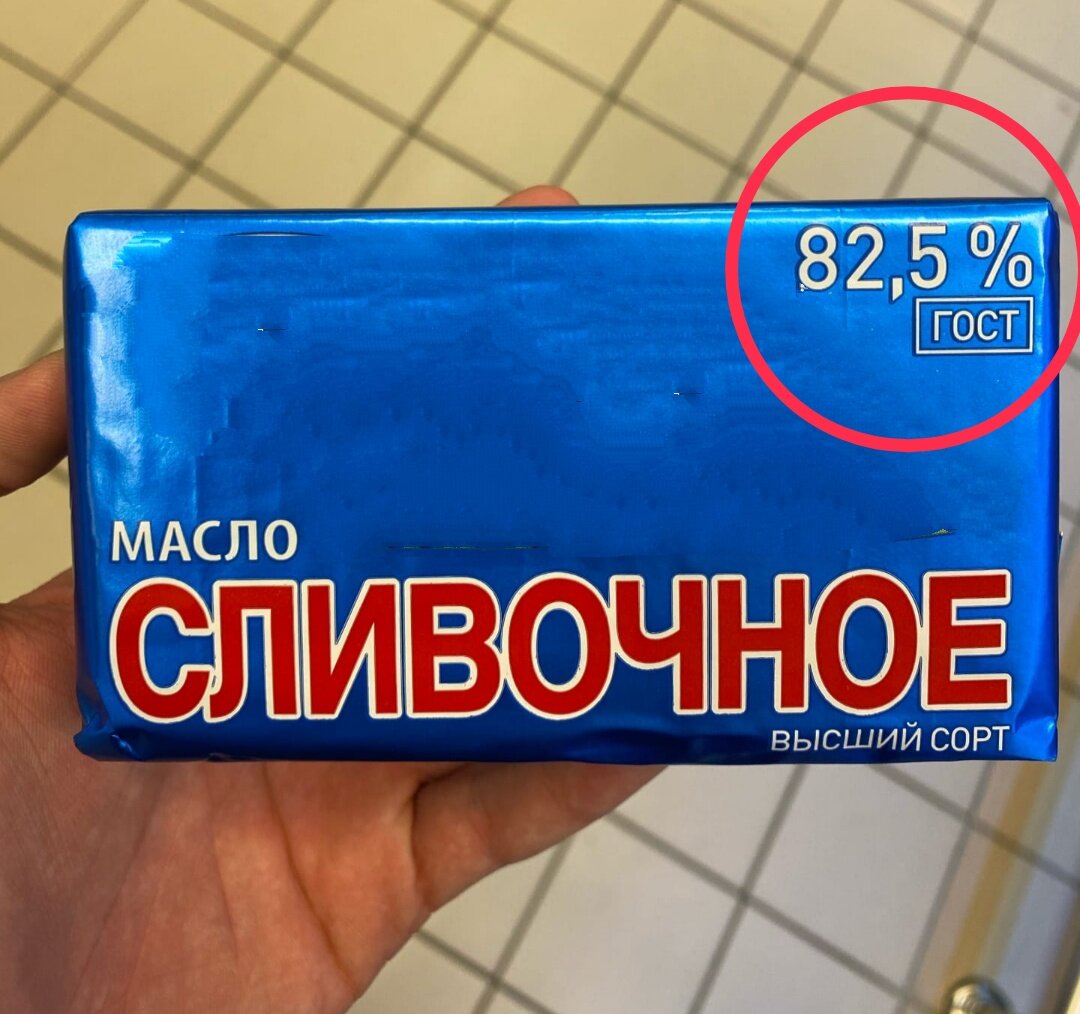 82,5 %
ГОСТ
МАСЛО
СЛИВОЧНОЕ
ВЫСШИЙ СОРТ